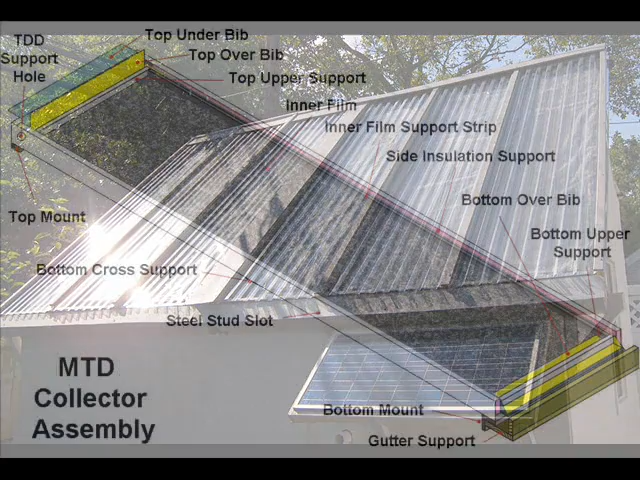 TDD
Support
Hole
Top Under Bib
Top Over Bib
Top Upper Support
Inner Film
Inner Film Support Strip
Side Insulation Support
Bottom Over Bib
Bottom Upper
Support
Top Mount
Bottom Cross Support
Steel Stud Slot
MTD
Collector
Assembly
Bottom Mount
Gutter Support